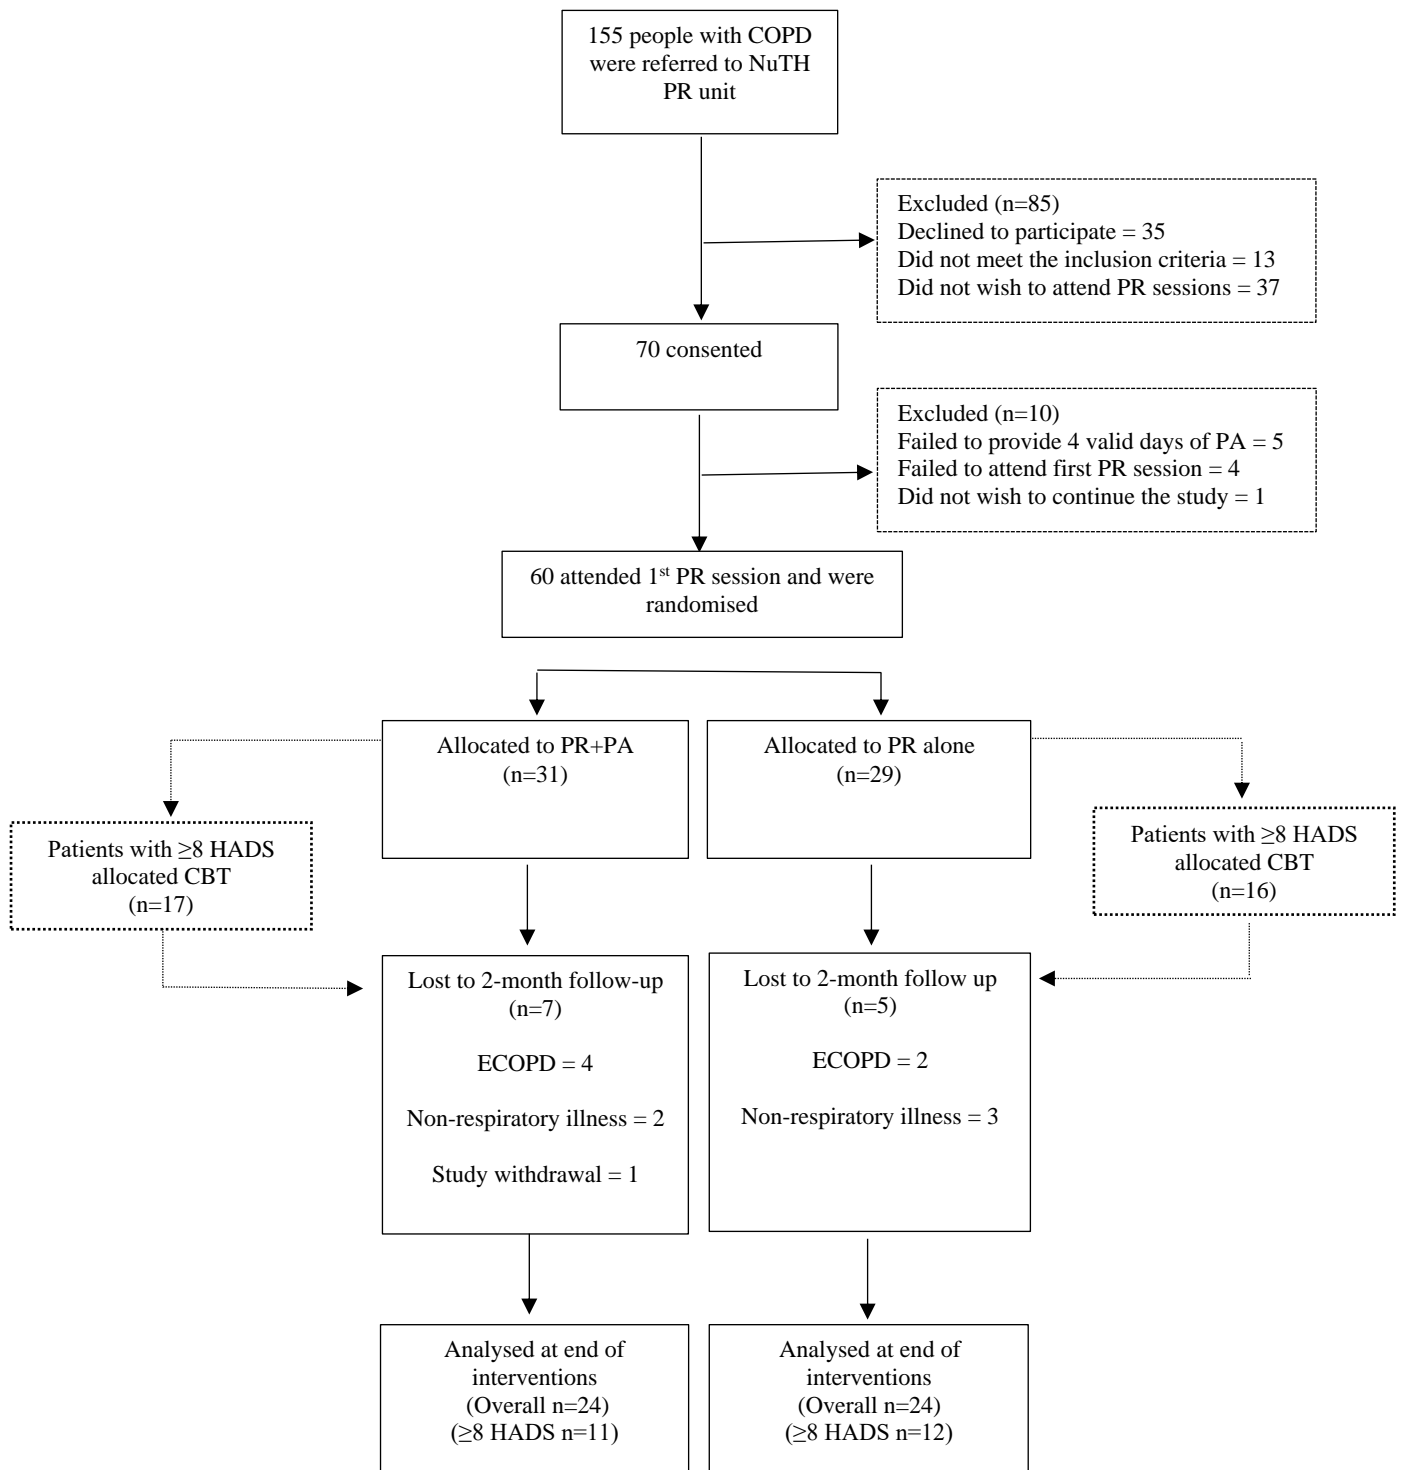 155 people with COPD
were referred to NuTH
PR unit
Excluded (n=85)
Declined to participate = 35
Did not meet the inclusion criteria = 13
Did not wish to attend PR sessions = 37
70 consented
Excluded (n=10)
Failed to provide 4 valid days of PA = 5
Failed to attend first PR session = 4
Did not wish to continue the study = 1
60 attended 1st PR session and were
randomised
Allocated to PR+PA
(n=31)
Allocated to PR alone
(n=29)
Patients with ≥8 HADS
allocated CBT
(n=17)
Patients with ≥8 HADS
allocated CBT
(n=16)
Lost to 2-month follow-up
(n=7)
ECOPD = 4
Non-respiratory illness = 2
Study withdrawal = 1
Lost to 2-month follow up
(n=5)
ECOPD = 2
Non-respiratory illness = 3
Analysed at end of
interventions
(Overall n=24)
(≥8 HADS n=11)
Analysed at end of
interventions
(Overall n=24)
(≥8 HADS n=12)